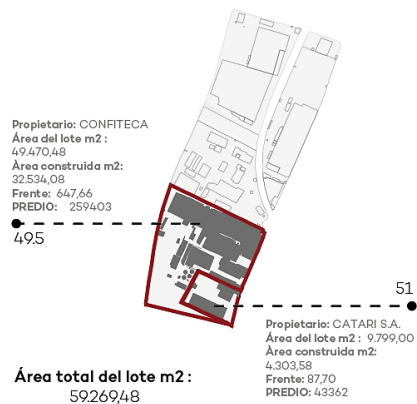 Propietario: CONFITECA
Área del lote m2 :
49.470,48
Àrea construida m2:
32.534,08
Frente: 647,66
PREDIO: 259403
49.5
51
Propietario: CATARI S.A.
Área del lote m2 : 9.799,00
Àrea construida m2:
4.303,58
Frente: 87,70
PREDIO: 43362
Área total del lote m2 :
59.269,48